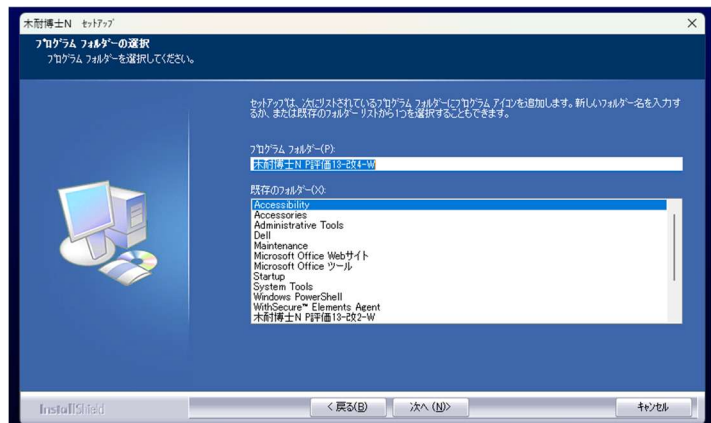 木耐博士N ｾｯﾄｱｯﾌﾟ
ﾌﾟﾛｸﾞﾗﾑ ﾌｫﾙﾀﾞｰの選択
ﾌﾟﾛｸﾞﾗﾑ ﾌｫﾙﾀﾞｰを選択してください。
ｾｯﾄｱｯﾌﾟは、次にﾘｽﾄされているﾌﾟﾛｸﾞﾗﾑ ﾌｫﾙﾀﾞｰにﾌﾟﾛｸﾞﾗﾑ ｱｲｺﾝを追加します。新しいﾌｫﾙﾀﾞｰ名を入力す
るか、または既存のﾌｫﾙﾀﾞｰ ﾘｽﾄから1つを選択することもできます。
ﾌﾟﾛｸﾞﾗﾑ ﾌｫﾙﾀﾞｰ(P):
木耐博士N P評価13-改4-W
既存のﾌｫﾙﾀﾞｰ(X):
Accessibility
Accessories
Administrative Tools
Dell
Maintenance
Microsoft Office Webｻｲﾄ
Microsoft Office ﾂｰﾙ
Startup
System Tools
Windows PowerShell
WithSecure™ Elements Agent
木耐博士N P評価13-改2-W
InstallShield
< 戻る(B)
次へ (N)>
ｷｬﾝｾﾙ